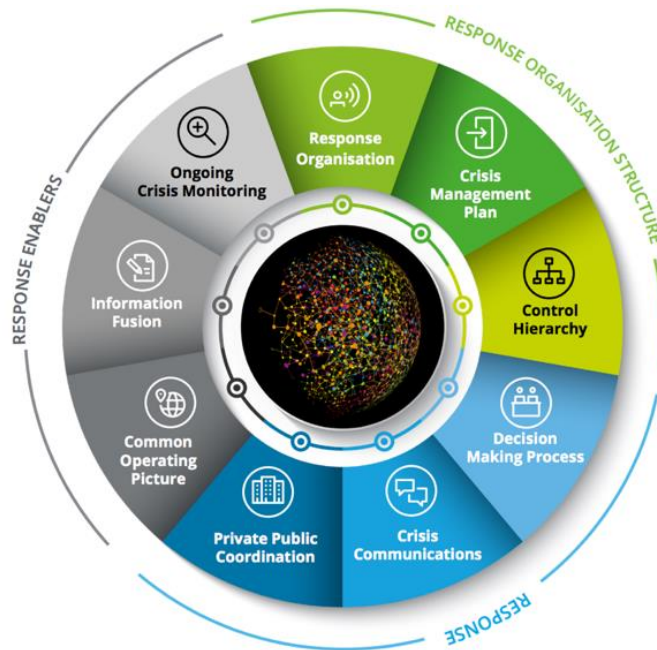 RESPONSE ORGANISATION STRUCTURE
Response
Organisation
Crisis
Management
Plan
Control
Hierarchy
RESPONSE
Decision
Making Process
Crisis
Communications
Private Public
Coordination
RESPONSE ENABLERS
Common
Operating
Picture
Information
Fusion
Ongoing
Crisis Monitoring